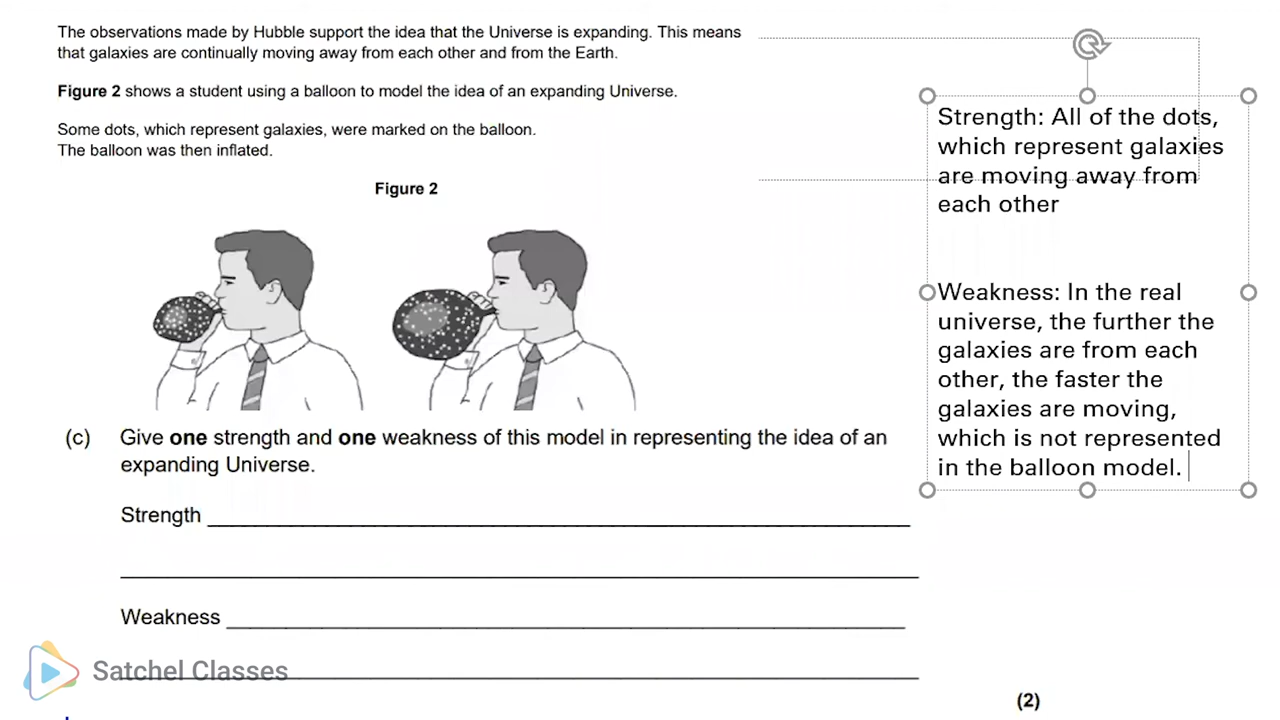 The observations made by Hubble support the idea that the Universe is expanding. This means
that galaxies are continually moving away from each other and from the Earth.
Figure 2 shows a student using a balloon to model the idea of an expanding Universe.
Some dots, which represent galaxies, were marked on the balloon.
The balloon was then inflated.
Figure 2
(c) Give one strength and one weakness of this model in representing the idea of an
expanding Universe.
Strength
Weakness
(2)
Strength: All of the dots,
which represent galaxies
are moving away from
each other
Weakness: In the real
universe, the further the
galaxies are from each
other, the faster the
galaxies are moving,
which is not represented
in the balloon model.
Satchel Classes